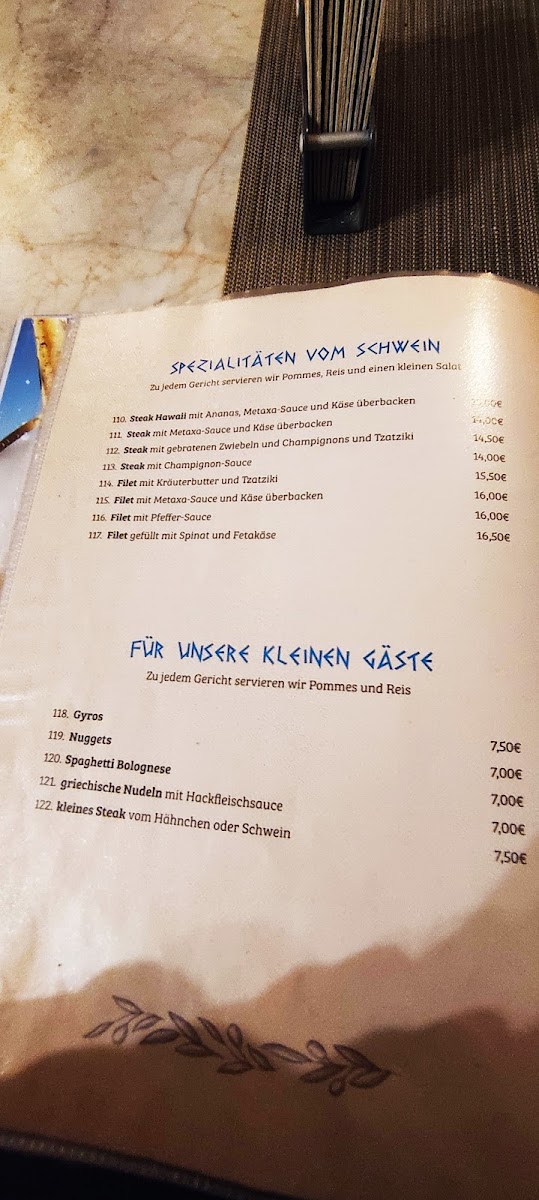 SPEZIALITÄTEN VOM SCHWEIN
Zu jedem Gericht servieren wir Pommes, Reis und einen kleinen Salat
110. Steak Hawaii mit Ananas, Metaxa-Sauce und Käse überbacken
111. Steak mit Metaxa-Sauce und Käse überbacken 14,00€
112. Steak mit gebratenen Zwiebeln und Champignons und Tzatziki 14,50€
113. Steak mit Champignon-Sauce 14,00€
114. Filet mit Kräuterbutter und Tzatziki 15,50€
115. Filet mit Metaxa-Sauce und Käse überbacken 16,00€
116. Filet mit Pfeffer-Sauce 16,00€
117. Filet gefüllt mit Spinat und Fetakäse 16,50€
FÜR UNSERE KLEINEN GÄSTE
Zu jedem Gericht servieren wir Pommes und Reis
118. Gyros 7,50€
119. Nuggets 7,00€
120. Spaghetti Bolognese 7,00€
121. griechische Nudeln mit Hackfleischsauce 7,00€
122. kleines Steak vom Hähnchen oder Schwein 7,50€